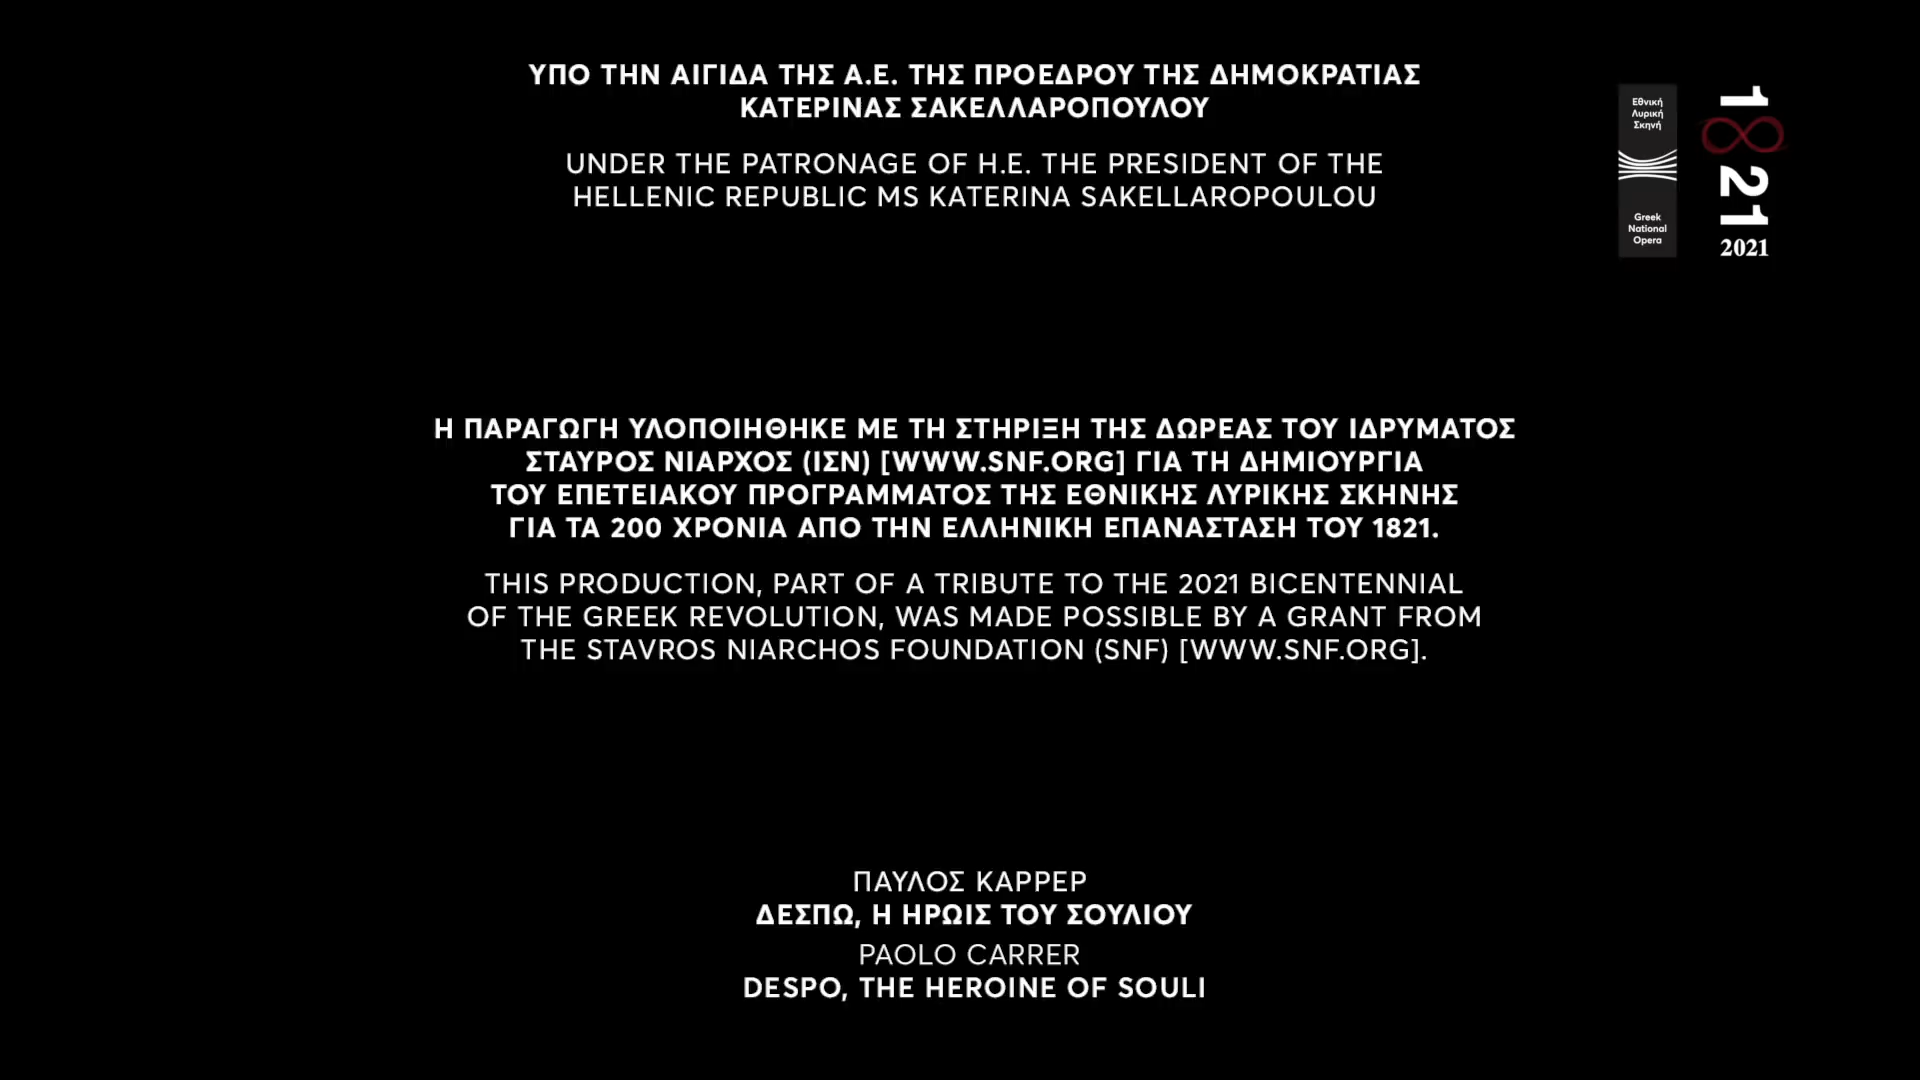 ΥΠΟ ΤΗΝ ΑΙΓΙΔΑ ΤΗΣ Α.Ε. ΤΗΣ ΠΡΟΕΔΡΟΥ ΤΗΣ ΔΗΜΟΚΡΑΤΙΑΣ
ΚΑΤΕΡΙΝΑΣ ΣΑΚΕΛΛΑΡΟΠΟΥΛΟΥ
UNDER THE PATRONAGE OF H.E. THE PRESIDENT OF THE
HELLENIC REPUBLIC MS KATERINA SAKELLAROPOULOU
Εθνική
Λυρική
Σκηνή
Greek
National
Opera
1821
2021
Η ΠΑΡΑΓΩΓΗ ΥΛΟΠΟΙΗΘΗΚΕ ΜΕ ΤΗ ΣΤΗΡΙΞΗ ΤΗΣ ΔΩΡΕΑΣ ΤΟΥ ΙΔΡΥΜΑΤΟΣ
ΣΤΑΥΡΟΣ ΝΙΑΡΧΟΣ (ΙΣΝ) [WWW.SNF.ORG] ΓΙΑ ΤΗ ΔΗΜΙΟΥΡΓΙΑ
ΤΟΥ ΕΠΕΤΕΙΑΚΟΥ ΠΡΟΓΡΑΜΜΑΤΟΣ ΤΗΣ ΕΘΝΙΚΗΣ ΛΥΡΙΚΗΣ ΣΚΗΝΗΣ
ΓΙΑ ΤΑ 200 ΧΡΟΝΙΑ ΑΠΟ ΤΗΝ ΕΛΛΗΝΙΚΗ ΕΠΑΝΑΣΤΑΣΗ ΤΟΥ 1821.
THIS PRODUCTION, PART OF A TRIBUTE TO THE 2021 BICENTENNIAL
OF THE GREEK REVOLUTION, WAS MADE POSSIBLE BY A GRANT FROM
THE STAVROS NIARCHOS FOUNDATION (SNF) [WWW.SNF.ORG].
ΠΑΥΛΟΣ ΚΑΡΡΕΡ
ΔΕΣΠΩ, Η ΗΡΩΙΣ ΤΟΥ ΣΟΥΛΙΟΥ
PAOLO CARRER
DESPO, THE HEROINE OF SOULI